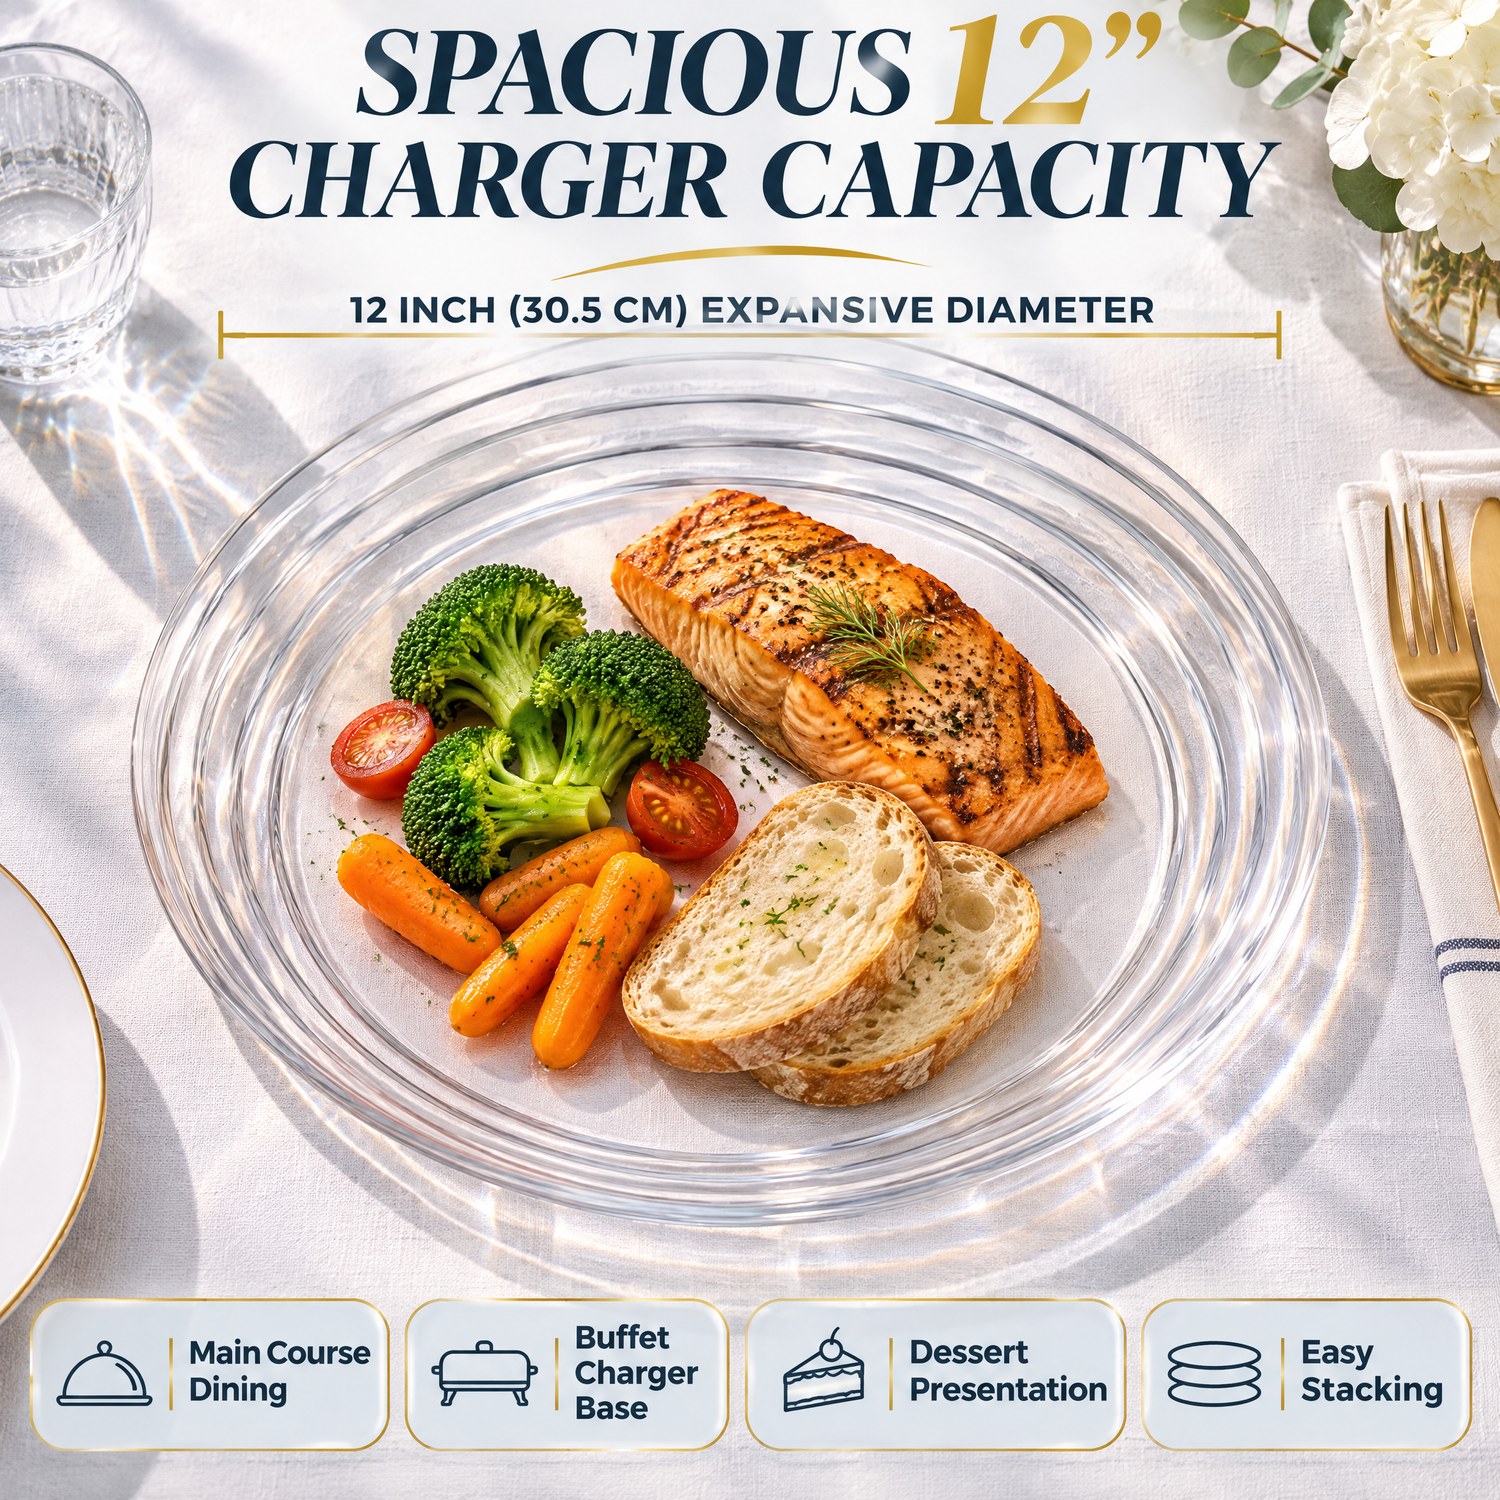 SPACIOUS 12”
CHARGER CAPACITY
12 INCH (30.5 CM) EXPANSIVE DIAMETER
Main Course
Dining
Buffet
Charger
Base
Dessert
Presentation
Easy
Stacking